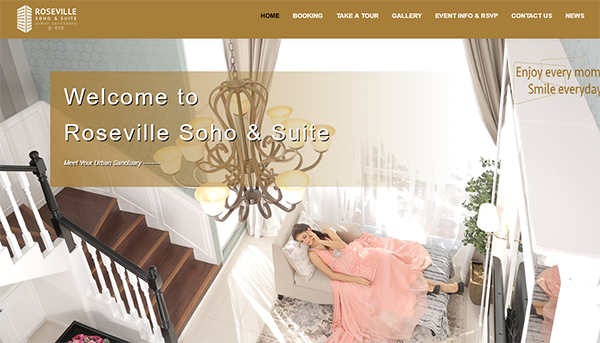 ROSEVILLE
SOHO & SUITE
urban sanctuary
@ BSD
HOME BOOKING TAKE A TOUR GALLERY EVENT INFO & RSVP CONTACT US NEWS
Enjoy every mom
Smile everyday
Welcome to
Roseville Soho & Suite
Meet Your Urban Sanctuary